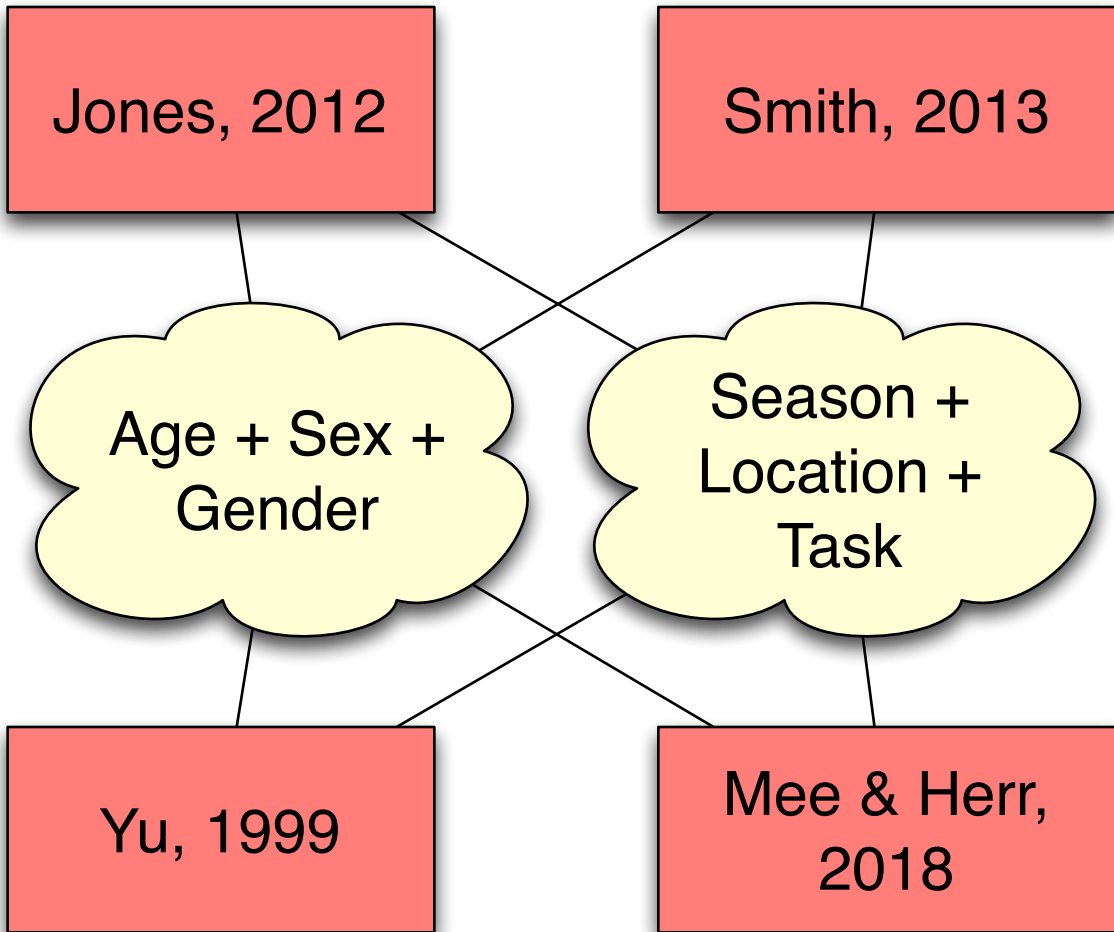 Jones, 2012
Smith, 2013
Age + Sex +
Gender
Season +
Location +
Task
Yu, 1999
Mee & Herr,
2018